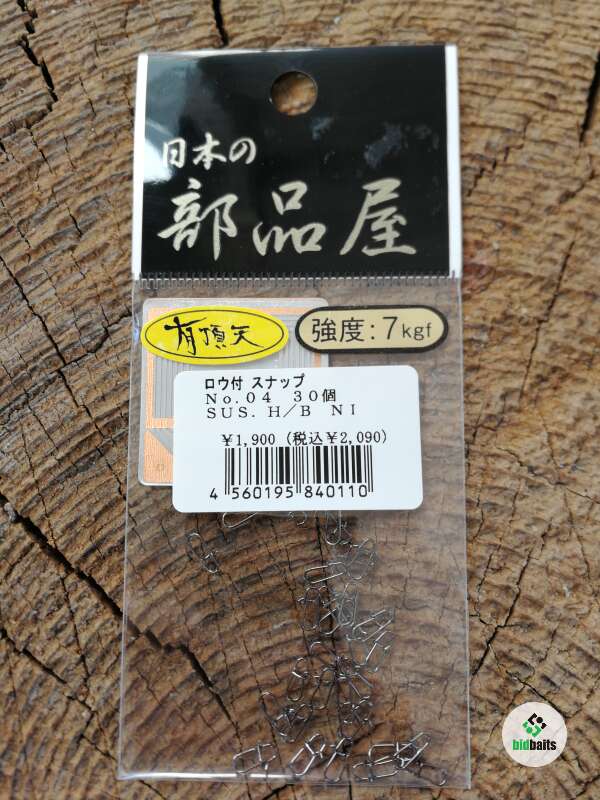 日本の
部品屋
有頂天
強度:7kgf
ロウ付 スナップ
No.04 30個
SUS. H/B NI
¥1,900 (税込¥2,090)
4 560195 840110
bidbaits